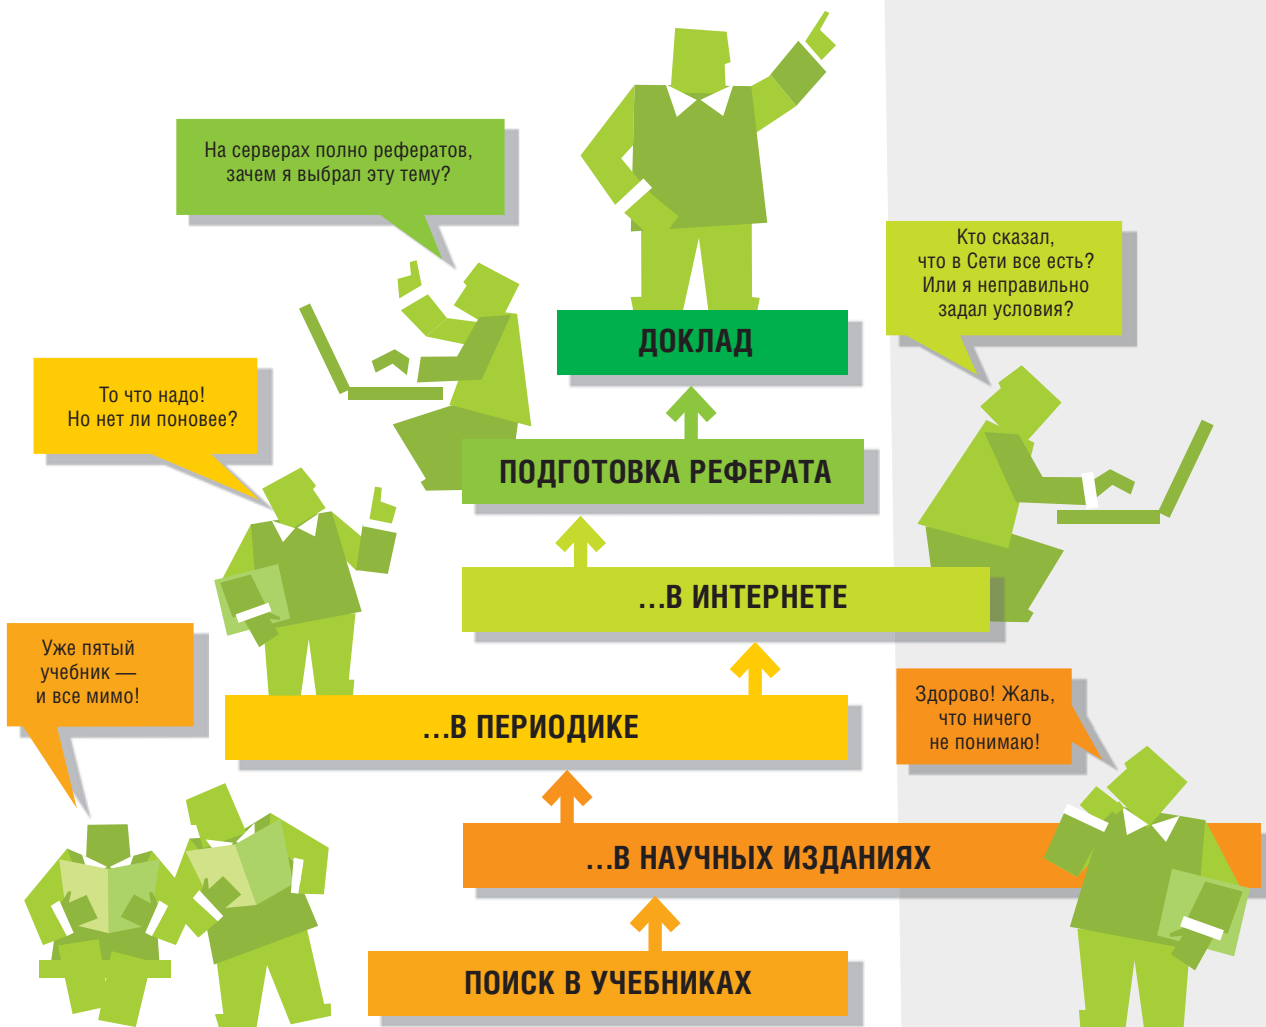 На серверах полно рефератов,
зачем я выбрал эту тему?
Кто сказал,
что в Сети все есть?
Или я неправильно
задал условия?
ДОКЛАД
То что надо!
Но нет ли поновее?
ПОДГОТОВКА РЕФЕРАТА
...В ИНТЕРНЕТЕ
Уже пятый
учебник —
и все мимо!
...В ПЕРИОДИКЕ
Здорово! Жаль,
что ничего
не понимаю!
...В НАУЧНЫХ ИЗДАНИЯХ
ПОИСК В УЧЕБНИКАХ